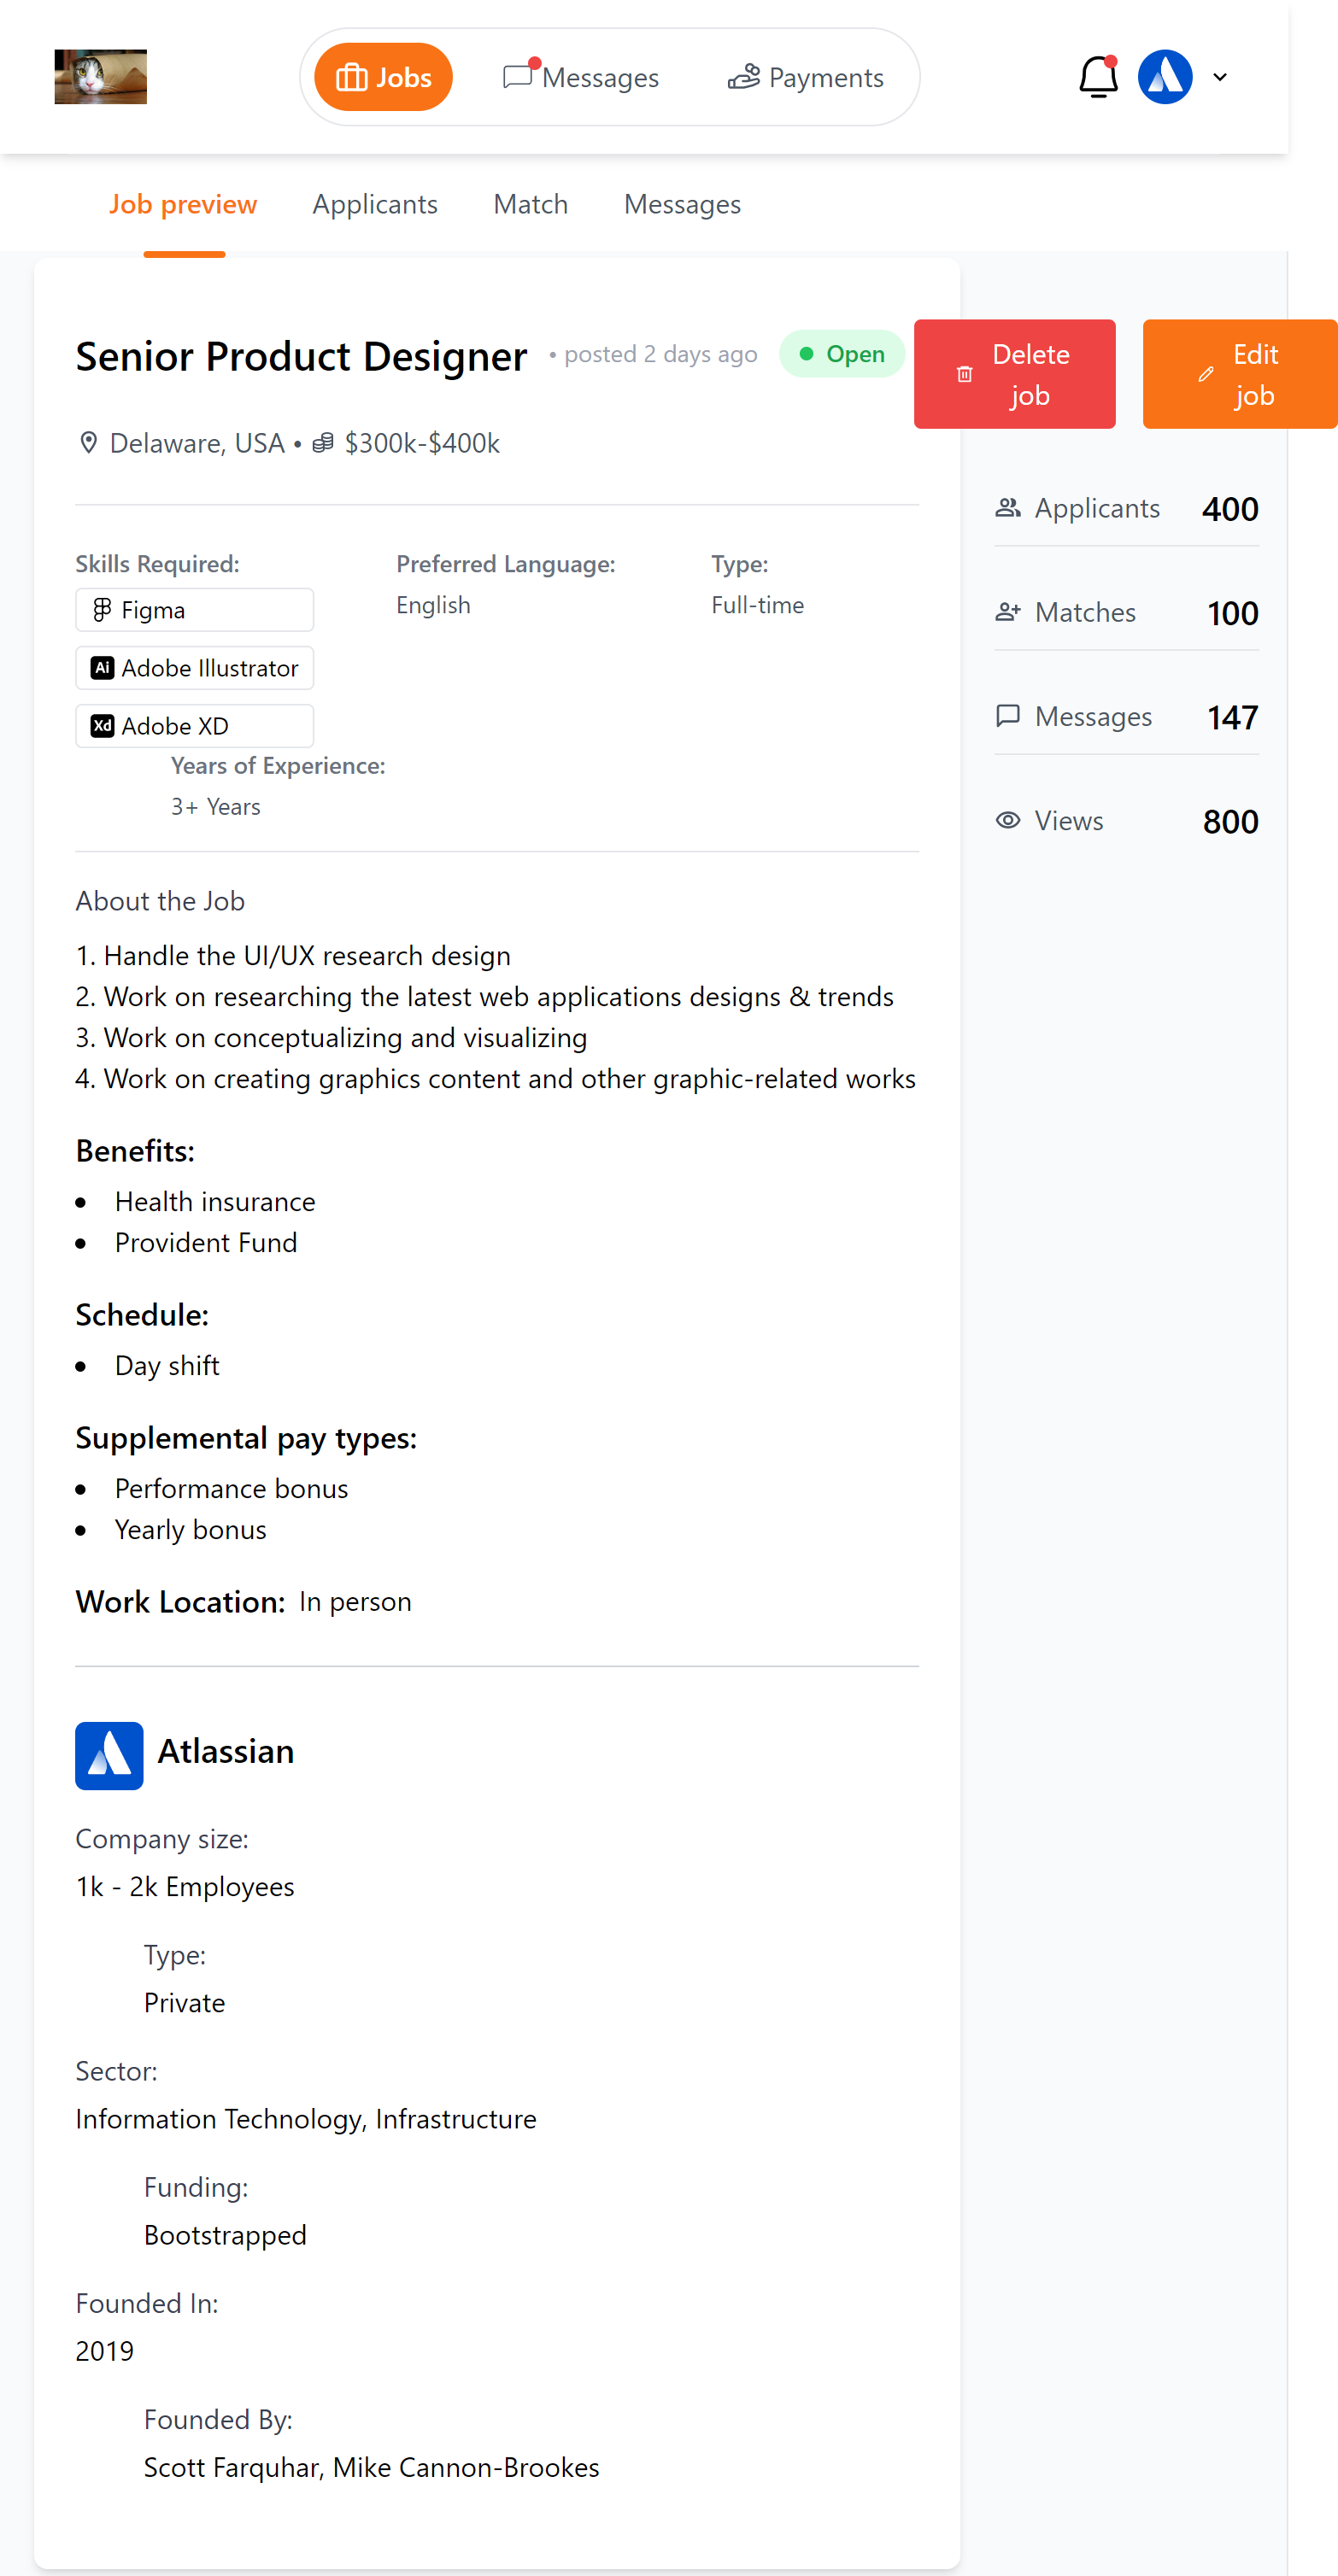 Jobs
Messages
Payments
Job preview
Applicants
Match
Messages
Senior Product Designer • posted 2 days ago
Open
Delete job
Edit job
Delaware, USA • $300k-$400k
Applicants 400
Matches 100
Messages 147
Views 800
Skills Required:
Figma
Ai Adobe Illustrator
Xd Adobe XD
Preferred Language:
English
Type:
Full-time
Years of Experience:
3+ Years
About the Job
1. Handle the UI/UX research design
2. Work on researching the latest web applications designs & trends
3. Work on conceptualizing and visualizing
4. Work on creating graphics content and other graphic-related works
Benefits:
• Health insurance
• Provident Fund
Schedule:
• Day shift
Supplemental pay types:
• Performance bonus
• Yearly bonus
Work Location: In person
Atlassian
Company size:
1k - 2k Employees
Type:
Private
Sector:
Information Technology, Infrastructure
Funding:
Bootstrapped
Founded In:
2019
Founded By:
Scott Farquhar, Mike Cannon-Brookes